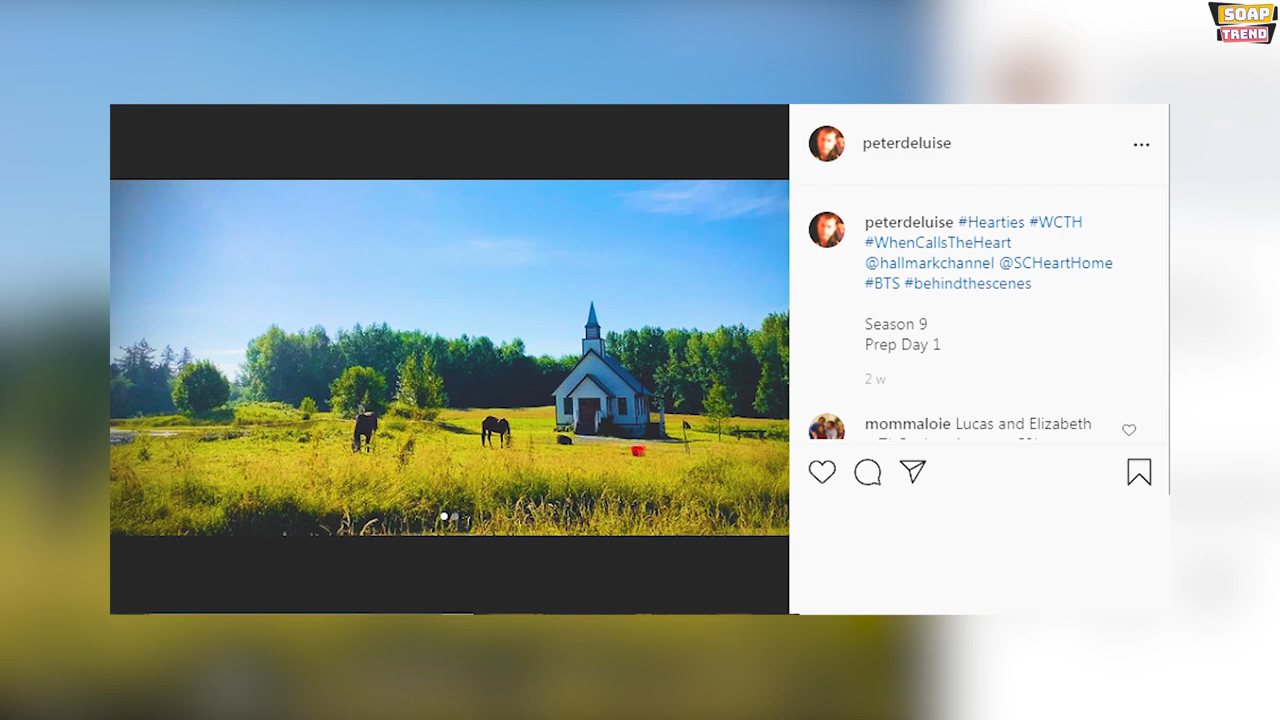 SOAP
TREND
peterdeluise
peterdeluise #Hearties #WCTH
#WhenCallsTheHeart
@hallmarkchannel @SCHeartHome
#BTS #behindthescenes
Season 9
Prep Day 1
2 w
mommaloie Lucas and Elizabeth